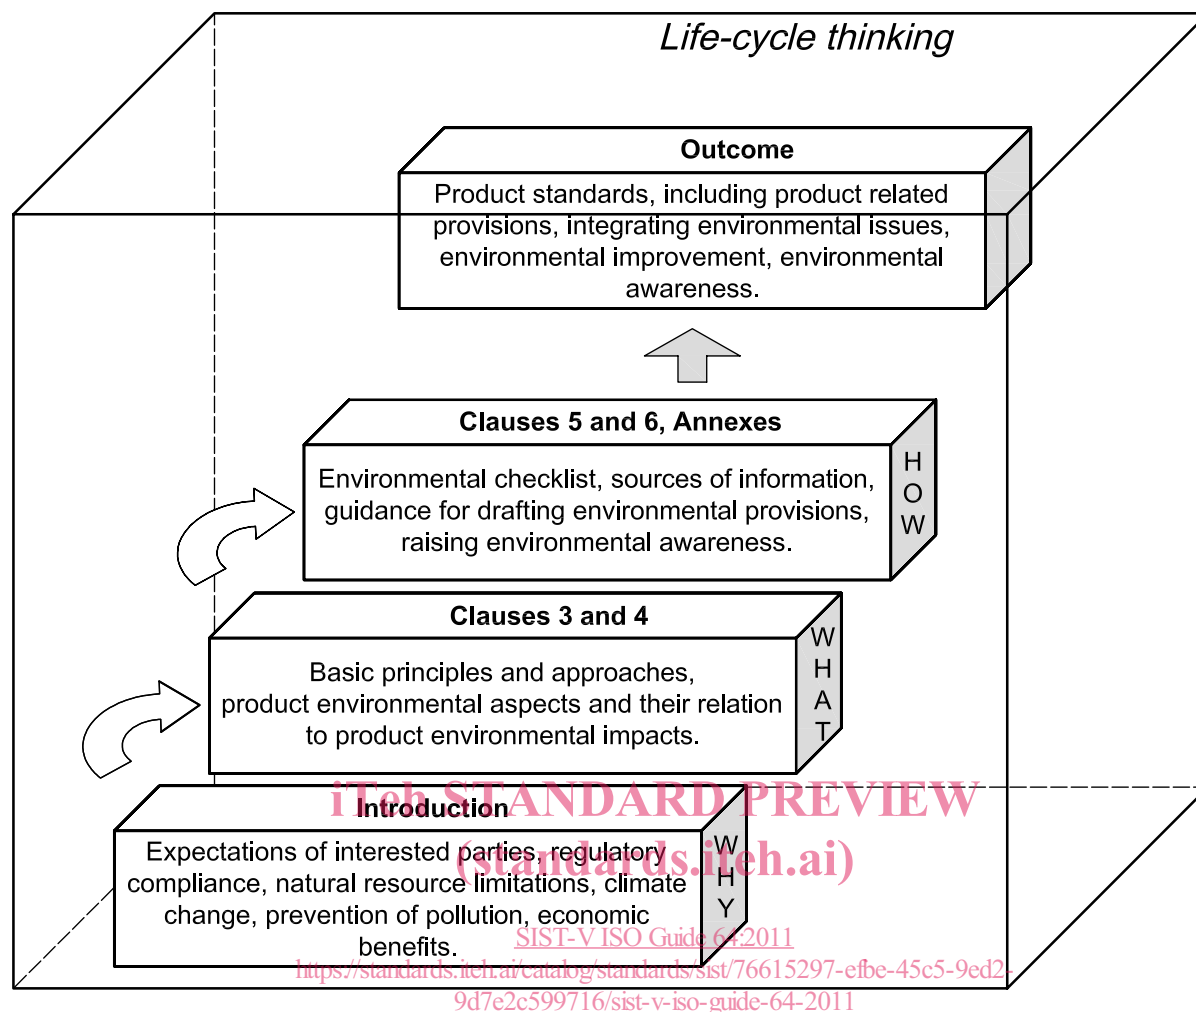 Life-cycle thinking
Outcome
Product standards, including product related
provisions, integrating environmental issues,
environmental improvement, environmental
awareness.
Clauses 5 and 6, Annexes
Environmental checklist, sources of information,
guidance for drafting environmental provisions,
raising environmental awareness.
HOW
Clauses 3 and 4
Basic principles and approaches,
product environmental aspects and their relation
to product environmental impacts.
WHAT
iTeh STANDARD PREVIEW
(standards.iteh.ai)
Introduction
Expectations of interested parties, regulatory
compliance, natural resource limitations, climate
change, prevention of pollution, economic
benefits.
WHY
SIST-V ISO Guide 64:2011
https://standards.iteh.ai/catalog/standards/sist/76615297-efbe-45c5-9ed2-
9d7e2c599716/sist-v-iso-guide-64-2011